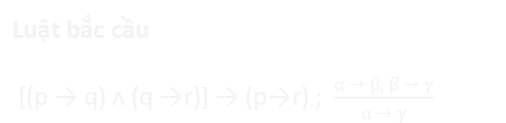 Luật bắc cầu
[(p → q) ∧ (q →r)] → (p→r) ; α → β, β → γ / α → γ